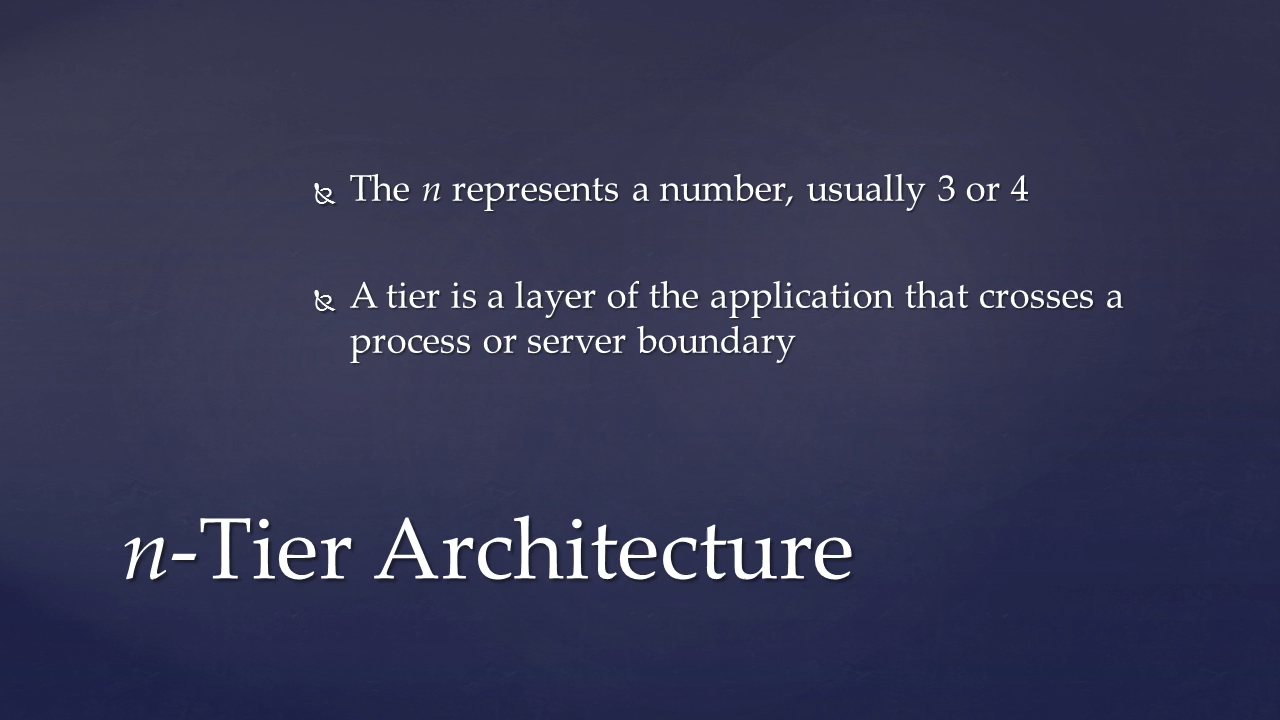 The n represents a number, usually 3 or 4
A tier is a layer of the application that crosses a
process or server boundary
n-Tier Architecture